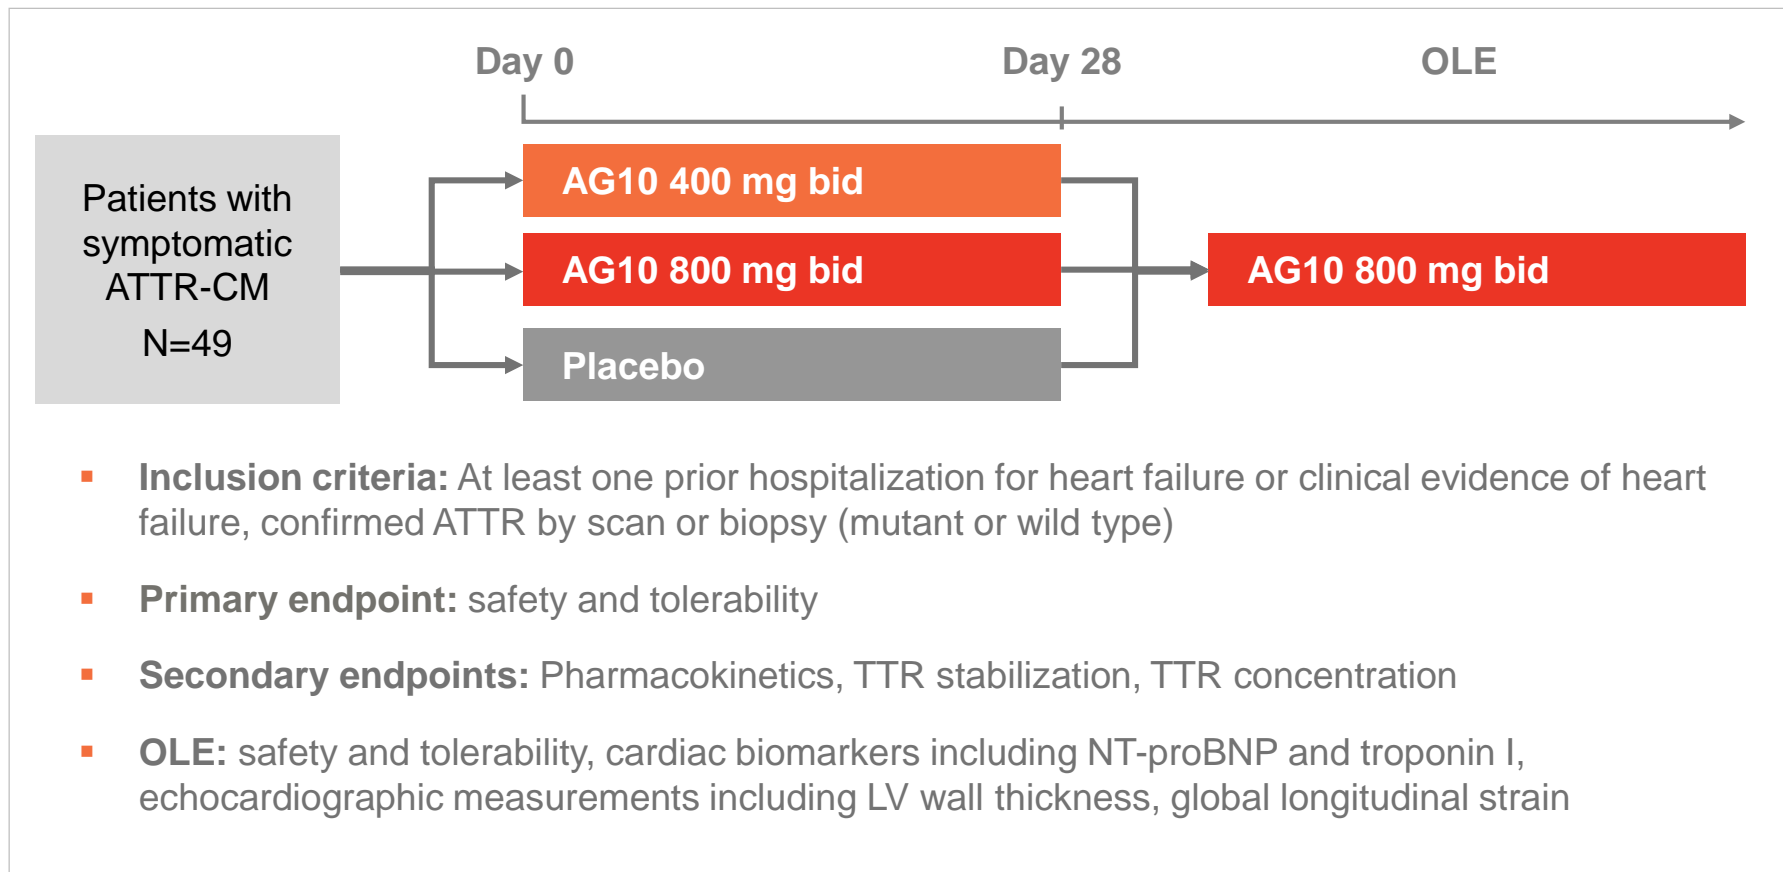 Day 0
Day 28
OLE
Patients with
symptomatic
ATTR-CM
N=49
AG10 400 mg bid
AG10 800 mg bid
Placebo
AG10 800 mg bid
▪ Inclusion criteria: At least one prior hospitalization for heart failure or clinical evidence of heart
failure, confirmed ATTR by scan or biopsy (mutant or wild type)
▪ Primary endpoint: safety and tolerability
▪ Secondary endpoints: Pharmacokinetics, TTR stabilization, TTR concentration
▪ OLE: safety and tolerability, cardiac biomarkers including NT-proBNP and troponin I,
echocardiographic measurements including LV wall thickness, global longitudinal strain